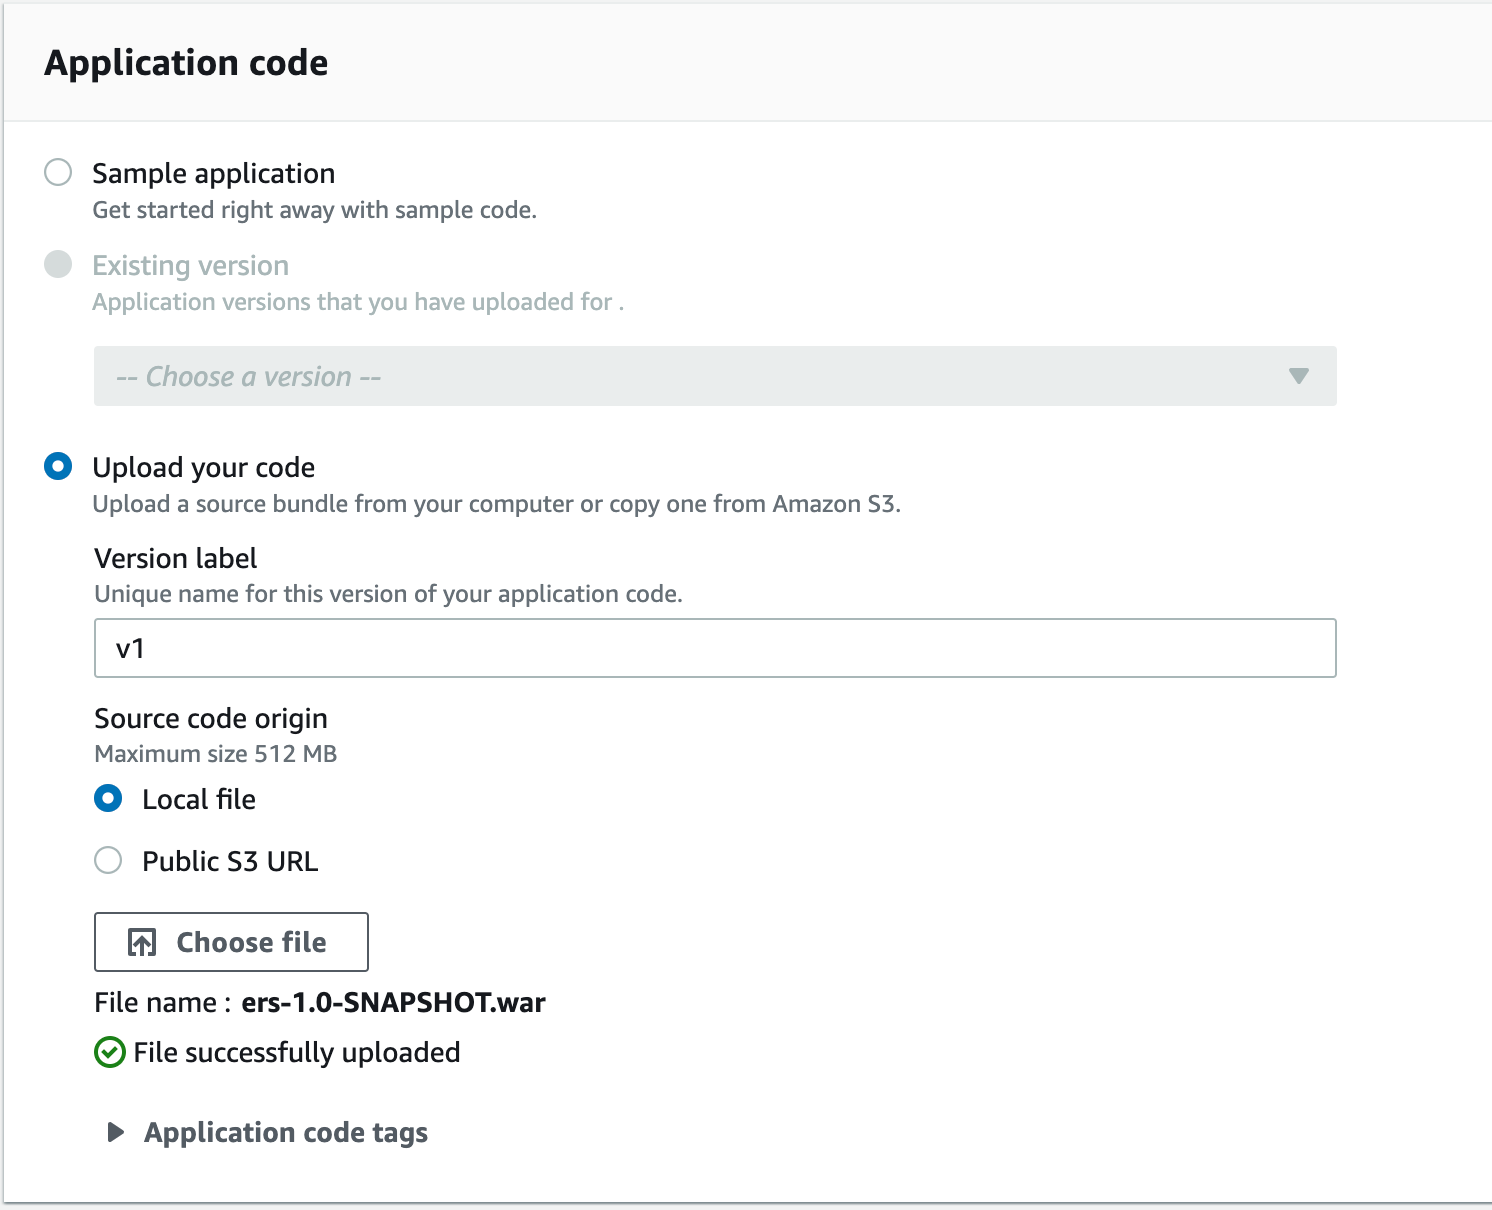 Application code
Sample application
Get started right away with sample code.
Existing version
Application versions that you have uploaded for .
-- Choose a version --
Upload your code
Upload a source bundle from your computer or copy one from Amazon S3.
Version label
Unique name for this version of your application code.
v1
Source code origin
Maximum size 512 MB
Local file
Public S3 URL
Choose file
File name : ers-1.0-SNAPSHOT.war
File successfully uploaded
Application code tags